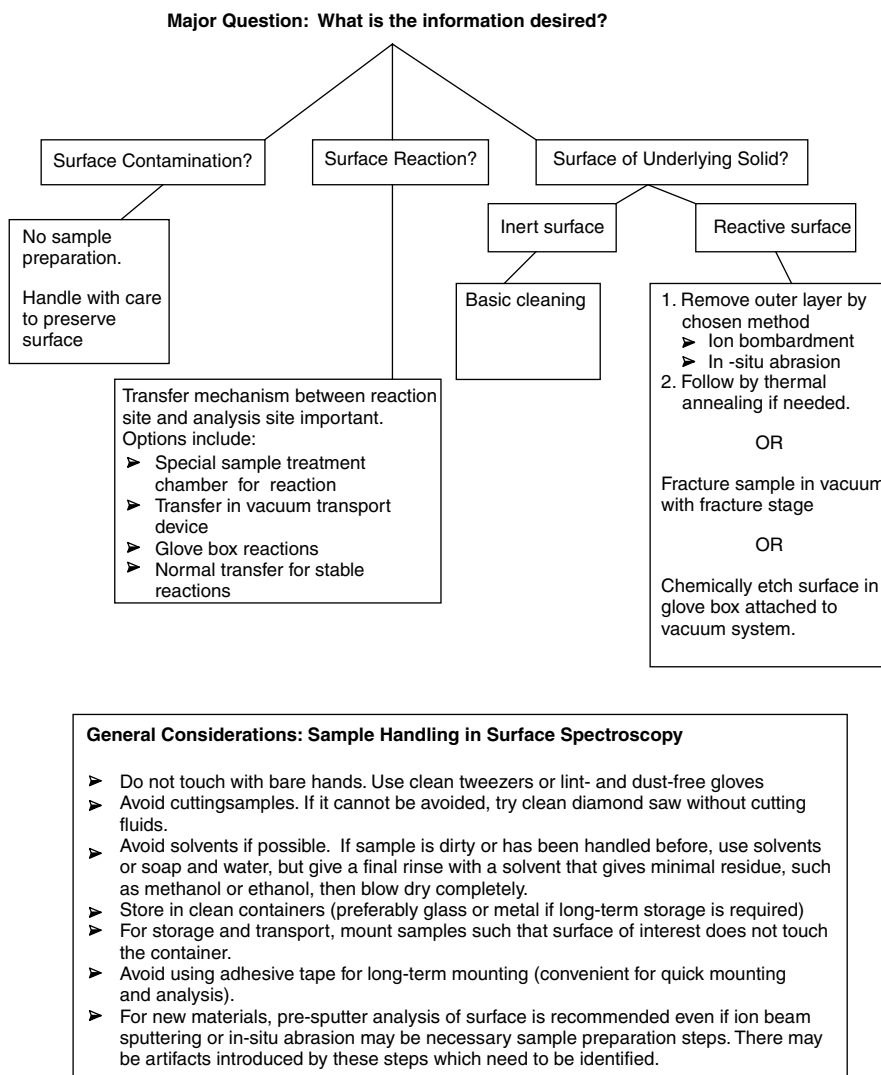 Major Question: What is the information desired?
Surface Contamination?
Surface Reaction?
Surface of Underlying Solid?
No sample
preparation.
Handle with care
to preserve
surface
Inert surface
Reactive surface
Basic cleaning
1. Remove outer layer by
chosen method
➢ Ion bombardment
➢ In -situ abrasion
2. Follow by thermal
annealing if needed.
OR
Fracture sample in vacuum
with fracture stage
OR
Chemically etch surface in
glove box attached to
vacuum system.
Transfer mechanism between reaction
site and analysis site important.
Options include:
➢ Special sample treatment
chamber for reaction
➢ Transfer in vacuum transport
device
➢ Glove box reactions
➢ Normal transfer for stable
reactions
General Considerations: Sample Handling in Surface Spectroscopy
➢ Do not touch with bare hands. Use clean tweezers or lint- and dust-free gloves
➢ Avoid cuttingsamples. If it cannot be avoided, try clean diamond saw without cutting
fluids.
➢ Avoid solvents if possible. If sample is dirty or has been handled before, use solvents
or soap and water, but give a final rinse with a solvent that gives minimal residue, such
as methanol or ethanol, then blow dry completely.
➢ Store in clean containers (preferably glass or metal if long-term storage is required)
➢ For storage and transport, mount samples such that surface of interest does not touch
the container.
➢ Avoid using adhesive tape for long-term mounting (convenient for quick mounting
and analysis).
➢ For new materials, pre-sputter analysis of surface is recommended even if ion beam
sputtering or in-situ abrasion may be necessary sample preparation steps. There may
be artifacts introduced by these steps which need to be identified.